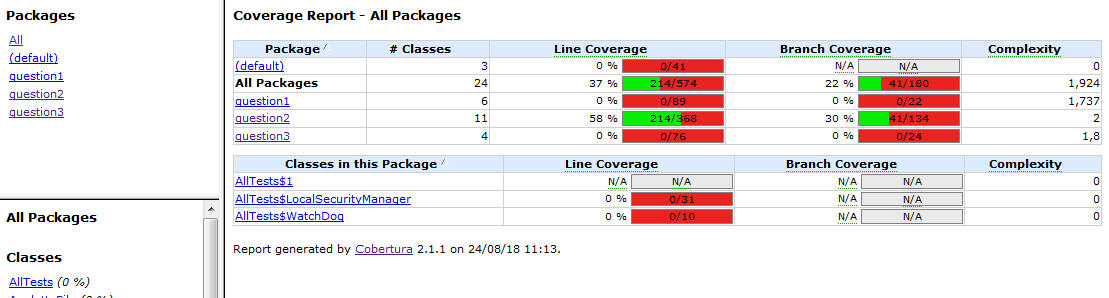 Packages
All
(default)
question1
question2
question3
All Packages
Classes
AllTests (0 %)
Coverage Report - All Packages
Package # Classes Line Coverage Branch Coverage Complexity
(default) 3 0 % 0/41 N/A N/A 0
All Packages 24 37 % 214/574 22 % 41/180 1,924
question1 6 0 % 0/89 0 % 0/22 1,737
question2 11 58 % 214/368 30 % 41/134 2
question3 4 0 % 0/76 0 % 0/24 1,8
Classes in this Package Line Coverage Branch Coverage Complexity
AllTests$1 N/A N/A N/A N/A 0
AllTests$LocalSecurityManager 0 % 0/31 N/A N/A 0
AllTests$WatchDog 0 % 0/10 N/A N/A 0
Report generated by Cobertura 2.1.1 on 24/08/18 11:13.